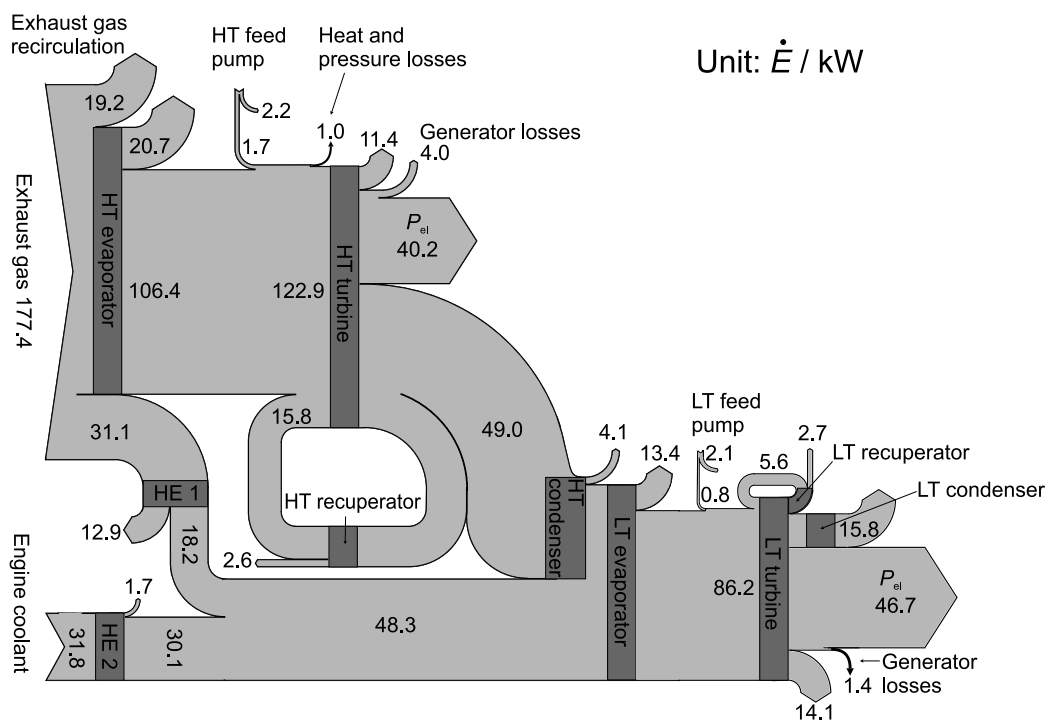 Exhaust gas
recirculation
HT feed
pump
Heat and
pressure losses
Unit: Ė / kW
19.2
2.2
1.0
Generator losses
20.7
1.7
11.4
4.0
Exhaust gas 177.4
HT evaporator
106.4
122.9
HT turbine
P el
40.2
31.1
15.8
49.0
LT feed
pump
4.1
13.4
2.1
5.6
2.7
LT recuperator
HE 1
HT recuperator
HT
condenser
0.8
LT condenser
12.9
18.2
2.6
LT evaporator
15.8
Engine coolant
1.7
86.2
LT turbine
P el
46.7
31.8
HE 2
30.1
48.3
Generator
losses
1.4
14.1